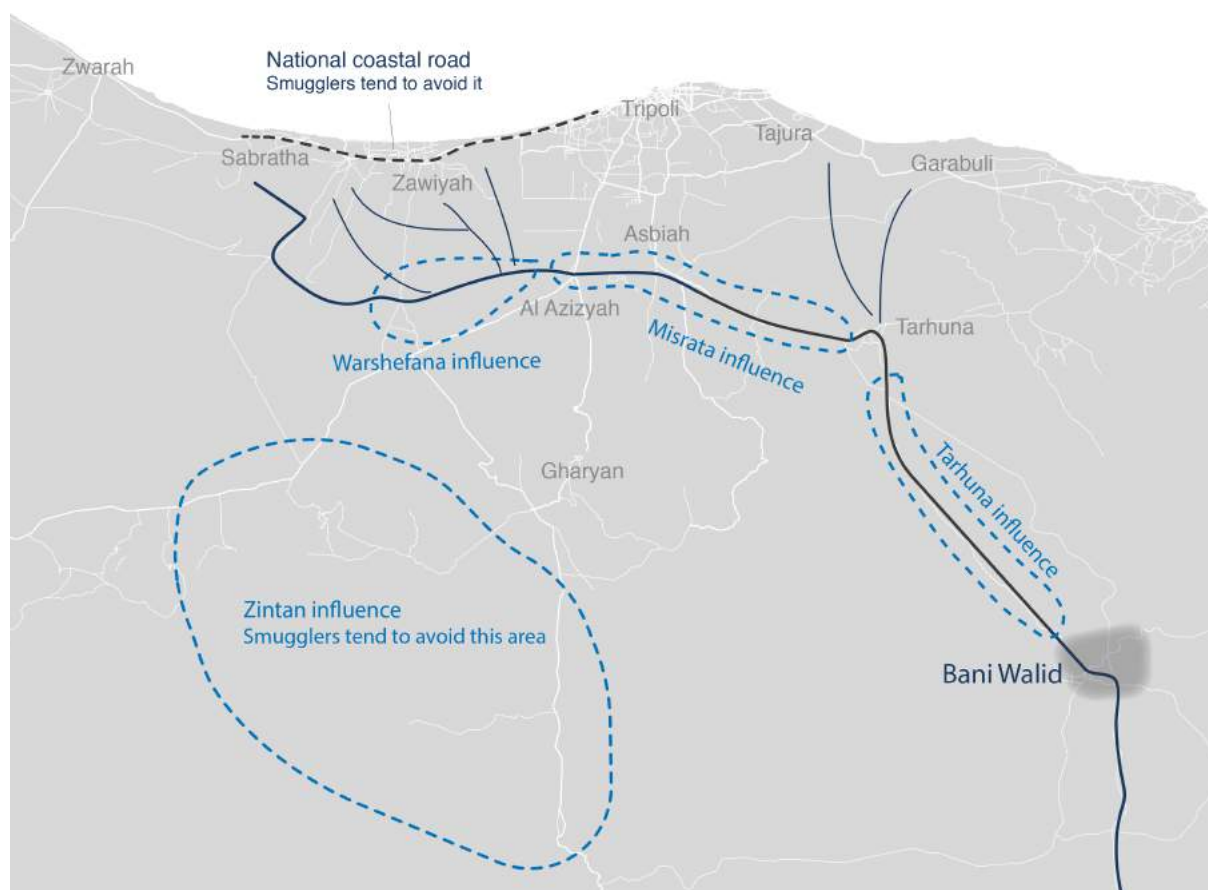 National coastal road
Smugglers tend to avoid it
Zwarah
Tripoli
Tajura
Sabratha
Zawiyah
Garabuli
Asbiah
Al Azizyah
Tarhuna
Warshefana influence
Misrata influence
Gharyan
Tarhuna influence
Zintan influence
Smugglers tend to avoid this area
Bani Walid